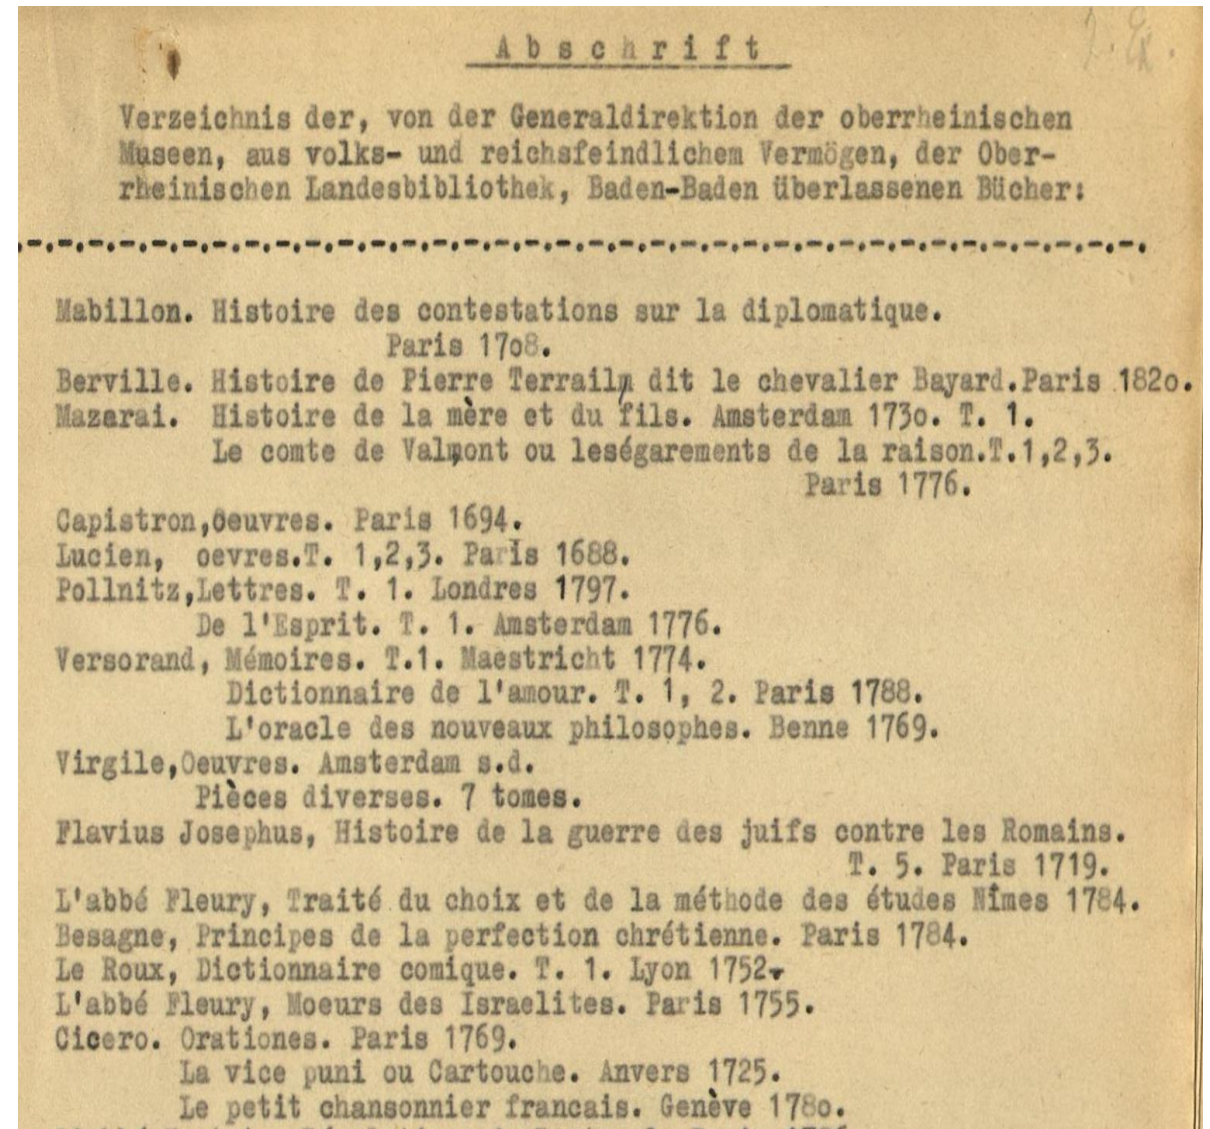 Abschrift
Verzeichnis der, von der Generaldirektion der oberrheinischen
Museen, aus volks- und reichsfeindlichem Vermögen, der Ober-
rheinischen Landesbibliothek, Baden-Baden überlassenen Bücher:
Mabillon. Histoire des contestations sur la diplomatique.
Paris 17o8.
Berville. Histoire de Pierre Terrail, dit le chevalier Bayard.Paris 182o.
Mazarai. Histoire de la mère et du fils. Amsterdam 173o. T. 1.
Le comte de Valmont ou leségarements de la raison.T.1,2,3.
Paris 1776.
Capistron,Oeuvres. Paris 1694.
Lucien, oevres.T. 1,2,3. Paris 1688.
Pollnitz,Lettres. T. 1. Londres 1797.
De l'Esprit. T. 1. Amsterdam 1776.
Versorand, Mémoires. T.1. Maestricht 1774.
Dictionnaire de l'amour. T. 1, 2. Paris 1788.
L'oracle des nouveaux philosophes. Benne 1769.
Virgile,Oeuvres. Amsterdam s.d.
Pièces diverses. 7 tomes.
Flavius Josephus, Histoire de la guerre des juifs contre les Romains.
T. 5. Paris 1719.
L'abbé Fleury, Traité du choix et de la méthode des études Nîmes 1784.
Besagne, Principes de la perfection chrétienne. Paris 1784.
Le Roux, Dictionnaire comique. T. 1. Lyon 1752.
L'abbé Fleury, Moeurs des Israelites. Paris 1755.
Cicero. Orationes. Paris 1769.
La vice puni ou Cartouche. Anvers 1725.
Le petit chansonnier francais. Genève 178o.